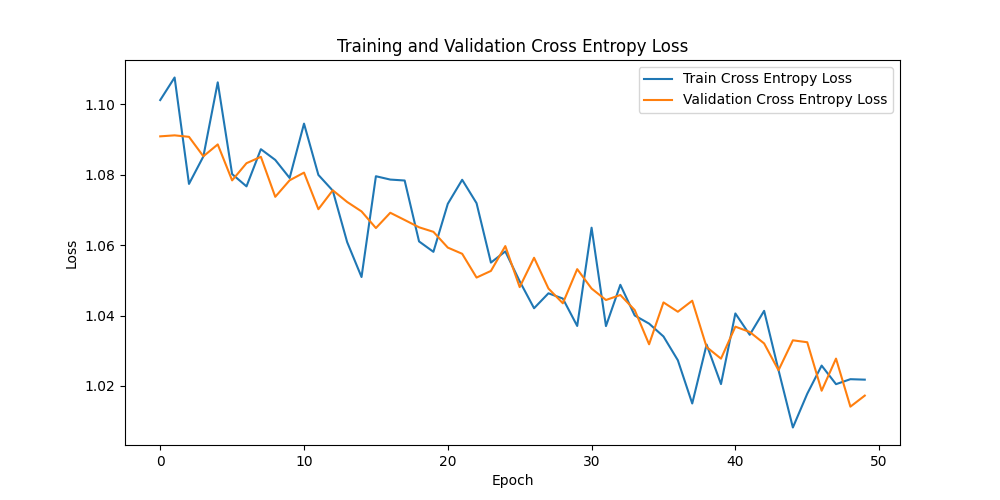 Training and Validation Cross Entropy Loss
Train Cross Entropy Loss
Validation Cross Entropy Loss
1.10
1.08
1.06
1.04
1.02
Loss
0 10 20 30 40 50
Epoch